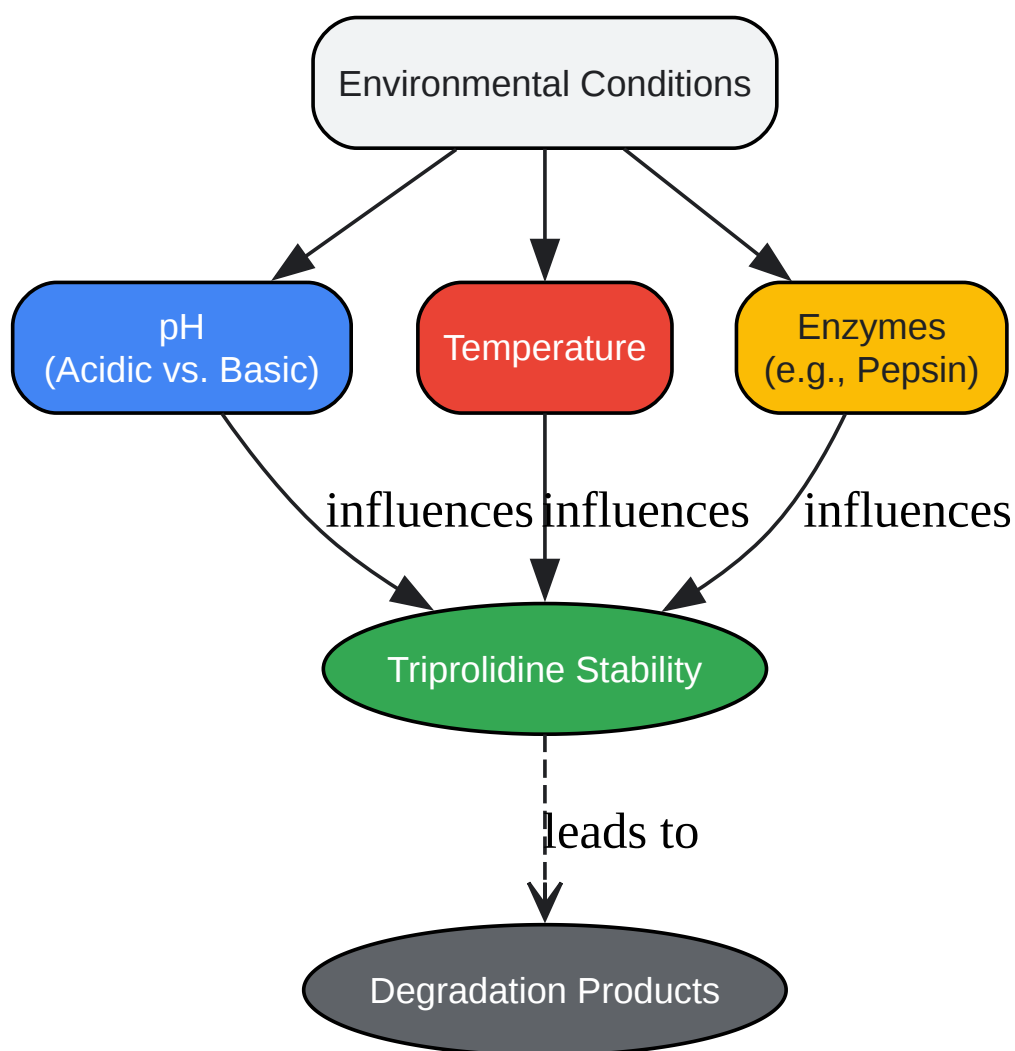 Environmental Conditions
pH
(Acidic vs. Basic)
Temperature
Enzymes
(e.g., Pepsin)
influences
influences
influences
Triprolidine Stability
leads to
Degradation Products